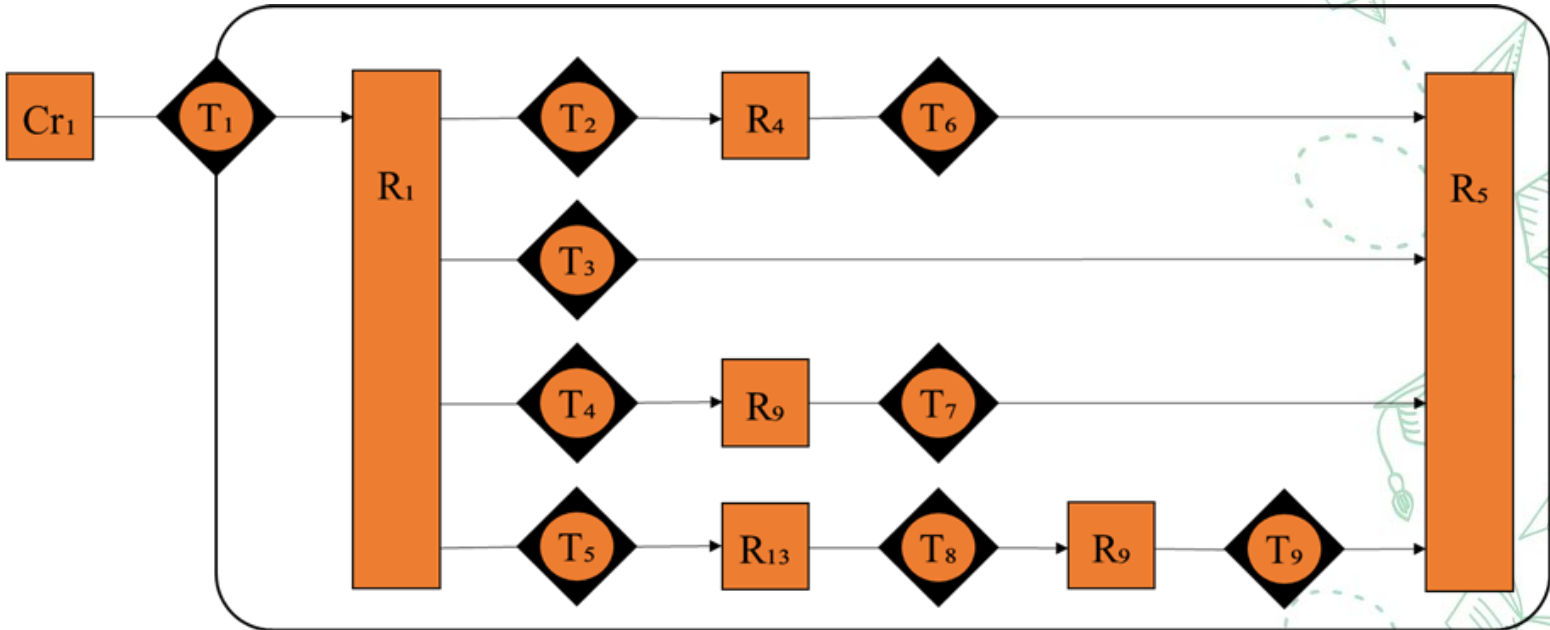 Cr₁
T₁
R₁
T₂
R₄
T₆
T₃
T₄
R₉
T₇
T₅
R₁₃
T₈
R₉
T₉
R₅